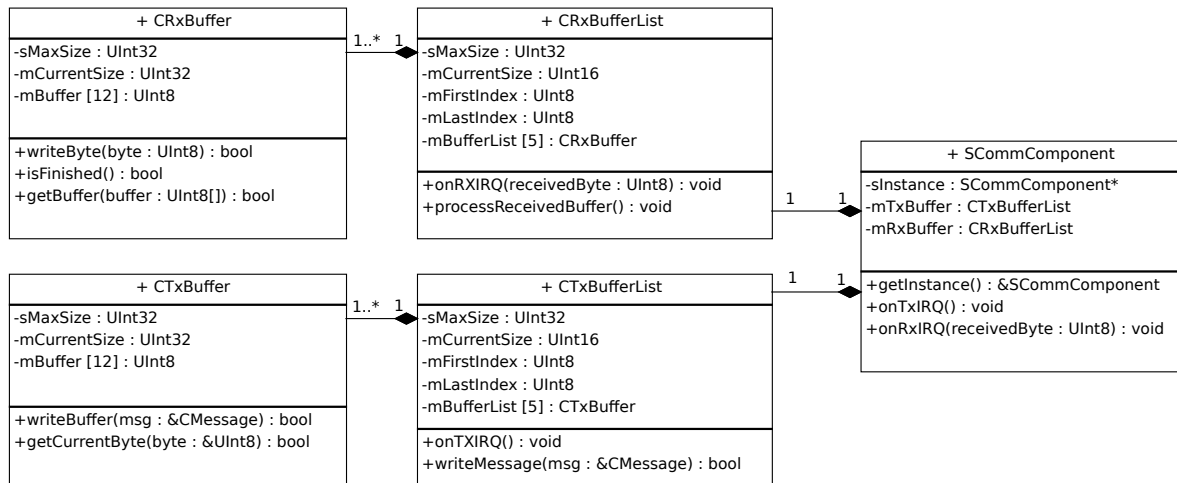 + CRxBuffer
-sMaxSize : UInt32
-mCurrentSize : UInt32
-mBuffer [12] : UInt8
+writeByte(byte : UInt8) : bool
+isFinished() : bool
+getBuffer(buffer : UInt8[]) : bool
1..* 1
+ CRxBufferList
-sMaxSize : UInt32
-mCurrentSize : UInt16
-mFirstIndex : UInt8
-mLastIndex : UInt8
-mBufferList [5] : CRxBuffer
+onRXIRQ(receivedByte : UInt8) : void
+processReceivedBuffer() : void
1 1
+ SCommComponent
-sInstance : SCommComponent*
-mTxBuffer : CTxBufferList
-mRxBuffer : CRxBufferList
+getInstance() : &SCommComponent
+onTxIRQ() : void
+onRxIRQ(receivedByte : UInt8) : void
+ CTxBuffer
-sMaxSize : UInt32
-mCurrentSize : UInt32
-mBuffer [12] : UInt8
+writeBuffer(msg : &CMessage) : bool
+getCurrentByte(byte : &UInt8) : bool
1..* 1
+ CTxBufferList
-sMaxSize : UInt32
-mCurrentSize : UInt16
-mFirstIndex : UInt8
-mLastIndex : UInt8
-mBufferList [5] : CTxBuffer
+onTXIRQ() : void
+writeMessage(msg : &CMessage) : bool
1 1